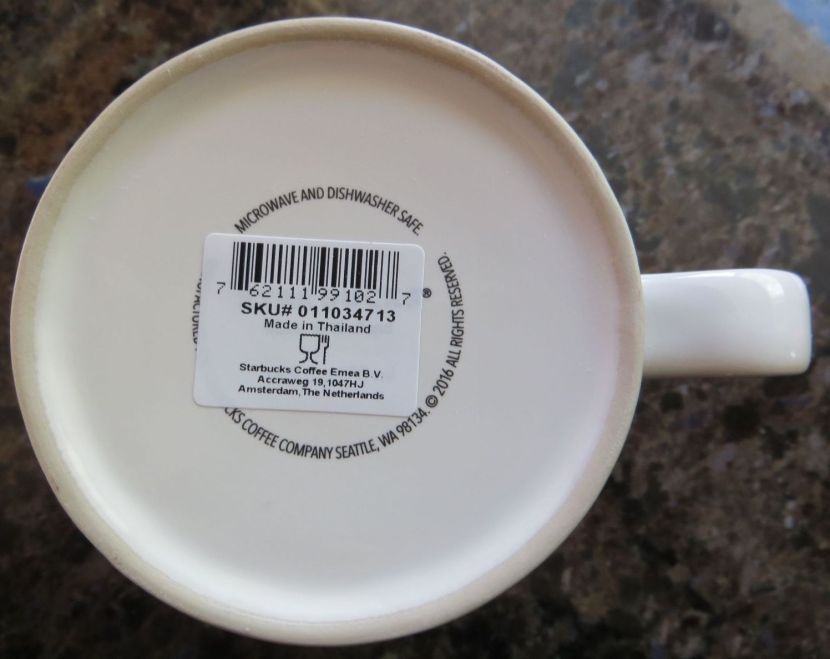 MICROWAVE AND DISHWASHER SAFE.
7 62111 99102 7
SKU# 011034713
Made in Thailand
Starbucks Coffee Emea B.V.
Accraweg 19,1047HJ
Amsterdam,The Netherlands
COFFEE COMPANY SEATTLE, WA 98134. © 2016 ALL RIGHTS RESERVED.
®